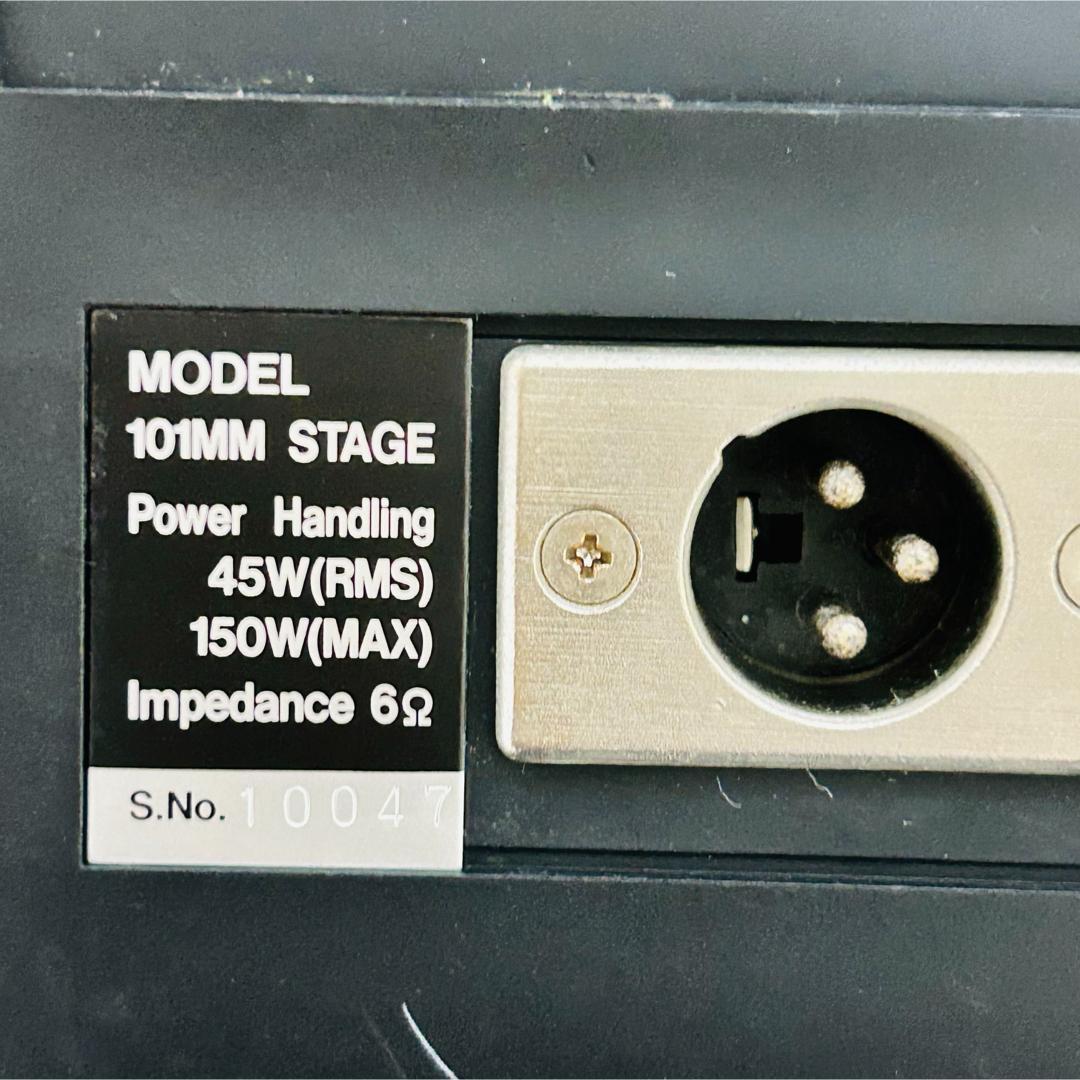 MODEL
101MM STAGE
Power Handling
45W(RMS)
150W(MAX)
Impedance 6Ω
S.No. 10047